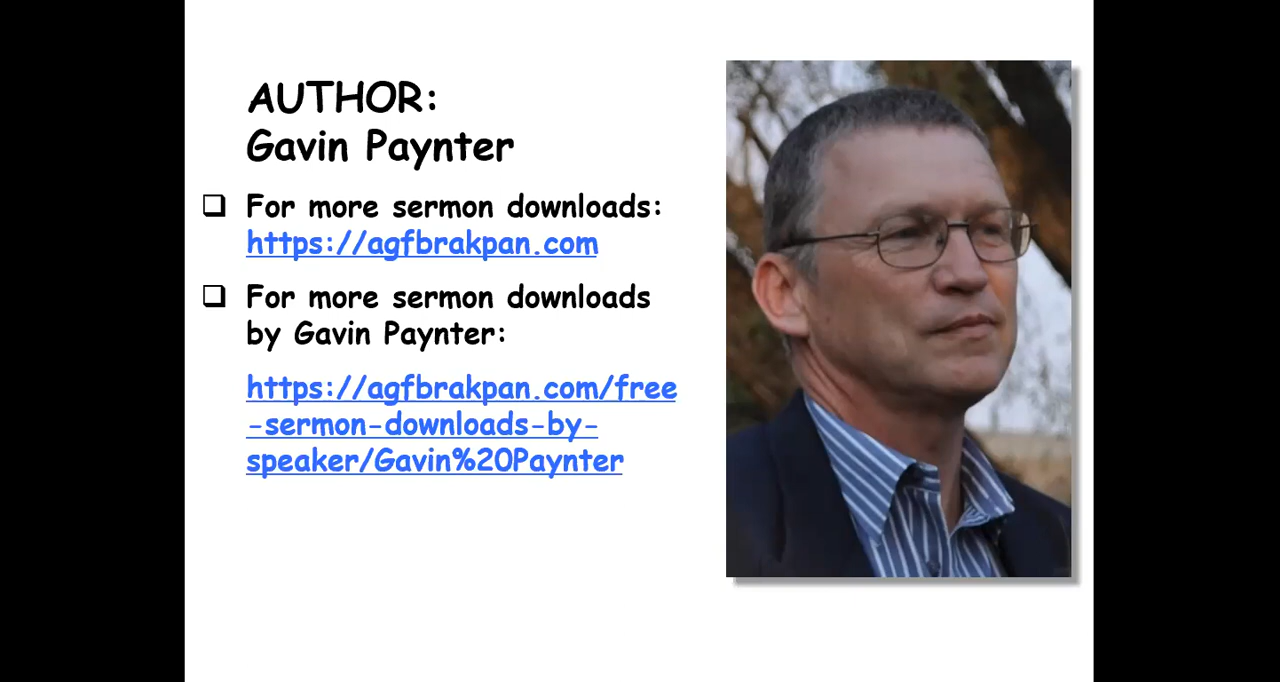 AUTHOR:
Gavin Paynter
For more sermon downloads:
https://agfbrakpan.com
For more sermon downloads
by Gavin Paynter:
https://agfbrakpan.com/free
-sermon-downloads-by-
speaker/Gavin%20Paynter